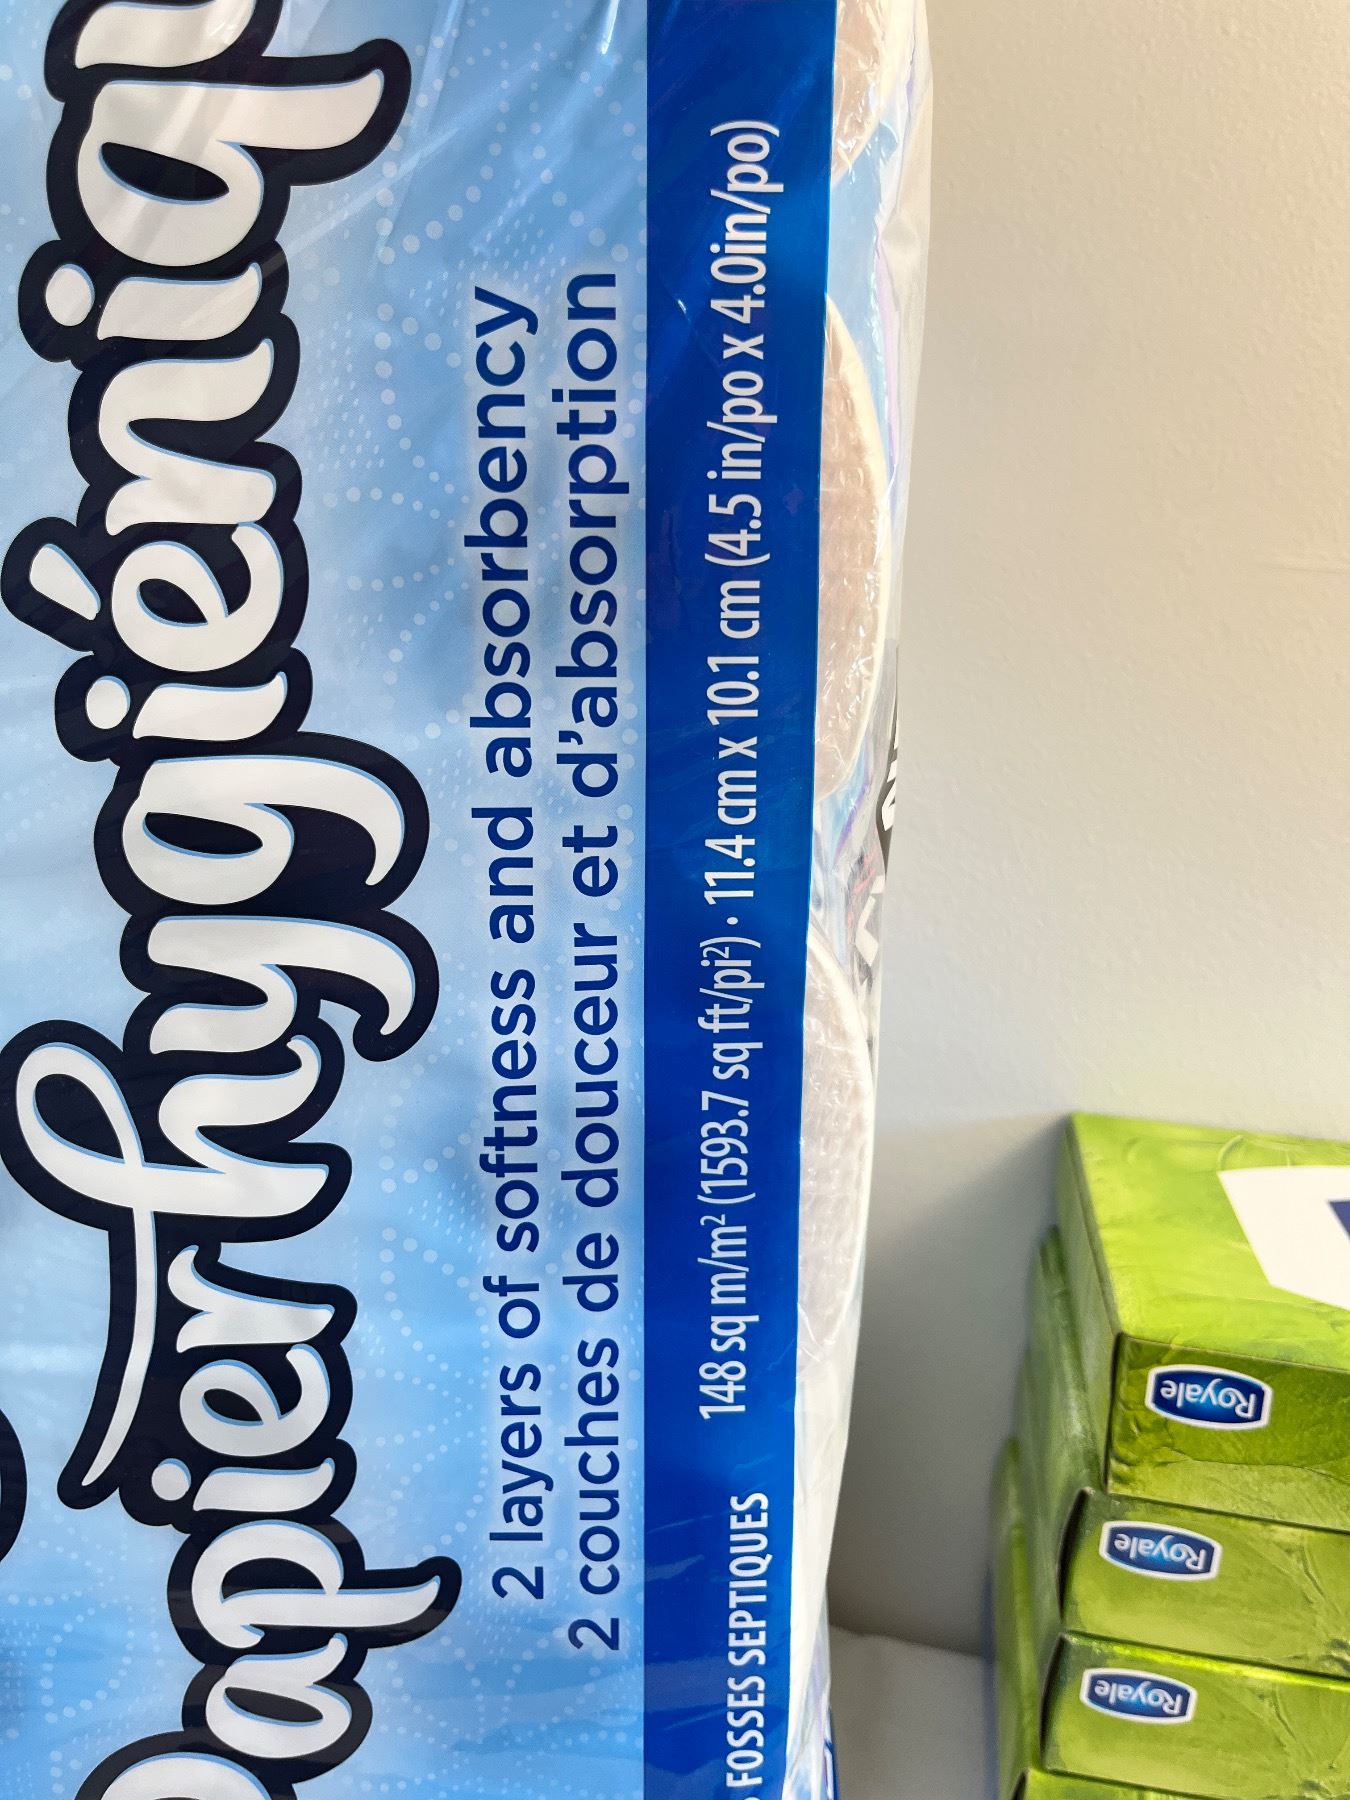 Papier hygiéniq
2 layers of softness and absorbency
2 couches de douceur et d'absorption
FOSSES SEPTIQUES 148 sq m/m² (1593.7 sq ft/pi²) • 11.4 cm x 10.1 cm (4.5 in/po x 4.0in/po)
Royale
Royale
Royale